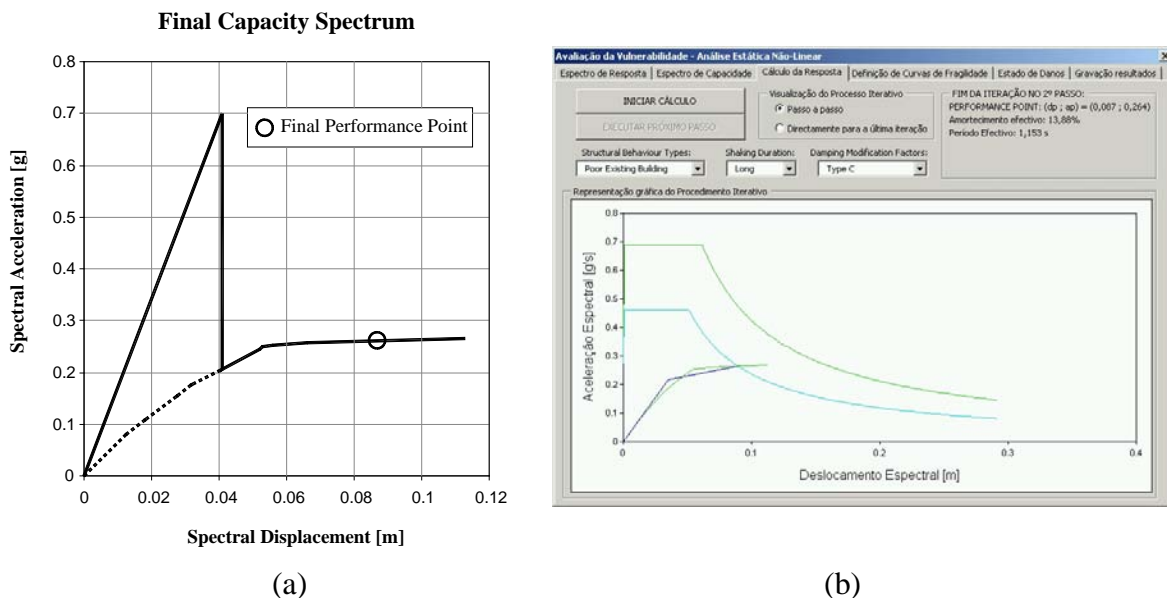 Final Capacity Spectrum
Spectral Acceleration [g]
0.8
0.7
0.6
0.5
0.4
0.3
0.2
0.1
0
Final Performance Point
0
0.02
0.04
0.06
0.08
0.1
0.12
Spectral Displacement [m]
(a)
Avaliação da Vulnerabilidade - Análise Estática Não-Linear
Espectro de Resposta
Espectro de Capacidade
Cálculo da Resposta
Definição de Curvas de Fragilidade
Estado de Danos
Gravação resultados
INICIAR CÁLCULO
EXECUTAR PRÓXIMO PASSO
Visualização do Processo Iterativo
Passo a passo
Directamente para a última iteração
FIM DA ITERAÇÃO NO 2º PASSO:
PERFORMANCE POINT: (dp ; ap) = (0,087 ; 0,264)
Amortecimento efectivo: 13,88%
Período Efectivo: 1,153 s
Structural Behaviour Types:
Poor Existing Building
Shaking Duration:
Long
Damping Modification Factors:
Type C
Representação gráfica do Procedimento Iterativo
Aceleração Espectral [g's]
0.8
0.7
0.6
0.5
0.4
0.3
0.2
0.1
0
0
0.1
0.2
0.3
0.4
Deslocamento Espectral [m]
(b)